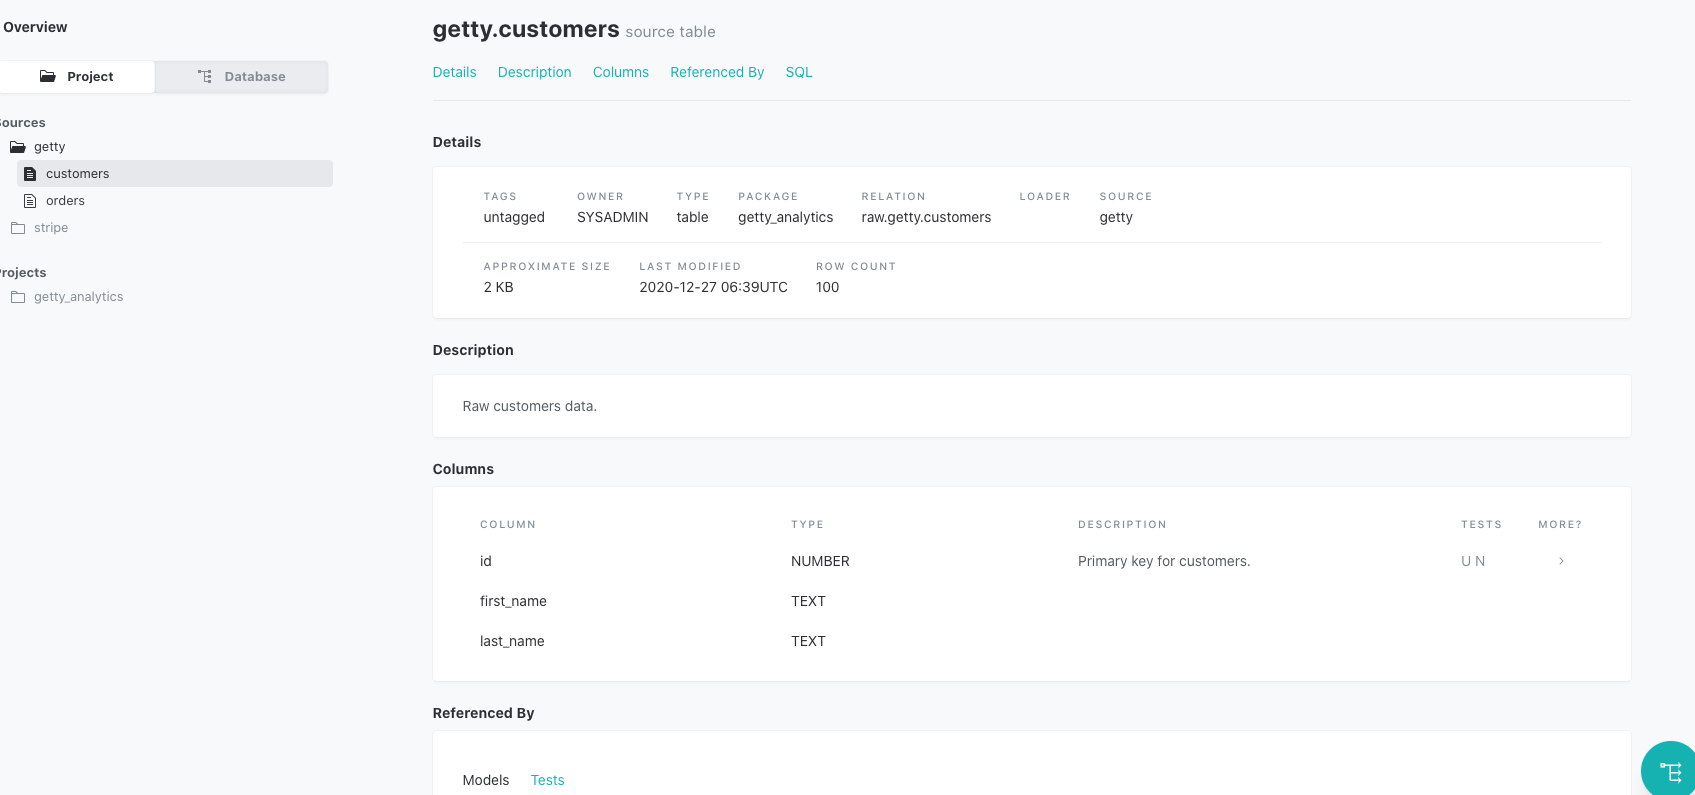 Overview
Project
Database
Sources
getty
customers
orders
stripe
Projects
getty_analytics
getty.customers source table
Details Description Columns Referenced By SQL
Details
TAGS OWNER TYPE PACKAGE RELATION LOADER SOURCE
untagged SYSADMIN table getty_analytics raw.getty.customers getty
APPROXIMATE SIZE LAST MODIFIED ROW COUNT
2 KB 2020-12-27 06:39UTC 100
Description
Raw customers data.
Columns
COLUMN TYPE DESCRIPTION TESTS MORE?
id NUMBER Primary key for customers. U N >
first_name TEXT
last_name TEXT
Referenced By
Models Tests